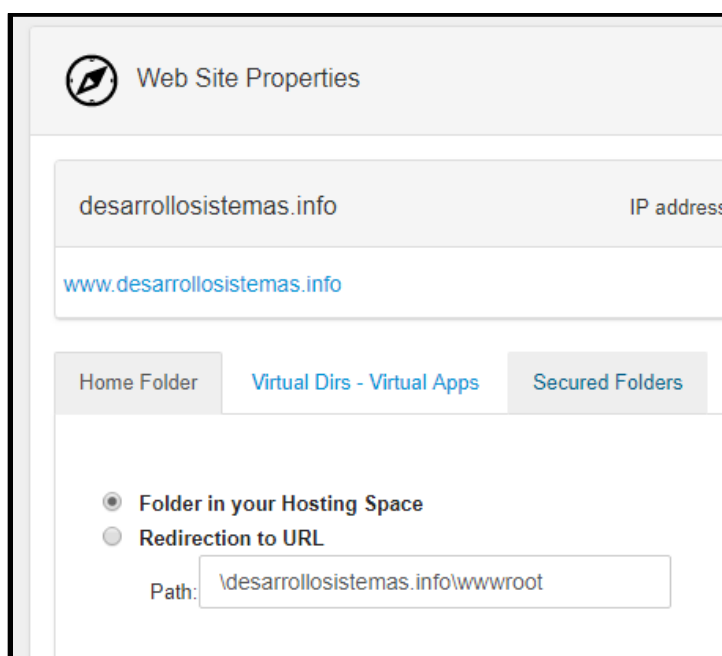 Web Site Properties
desarrollosistemas.info
IP address
www.desarrollosistemas.info
Home Folder
Virtual Dirs - Virtual Apps
Secured Folders
Folder in your Hosting Space
Redirection to URL
Path:
\desarrollosistemas.info\wwwroot